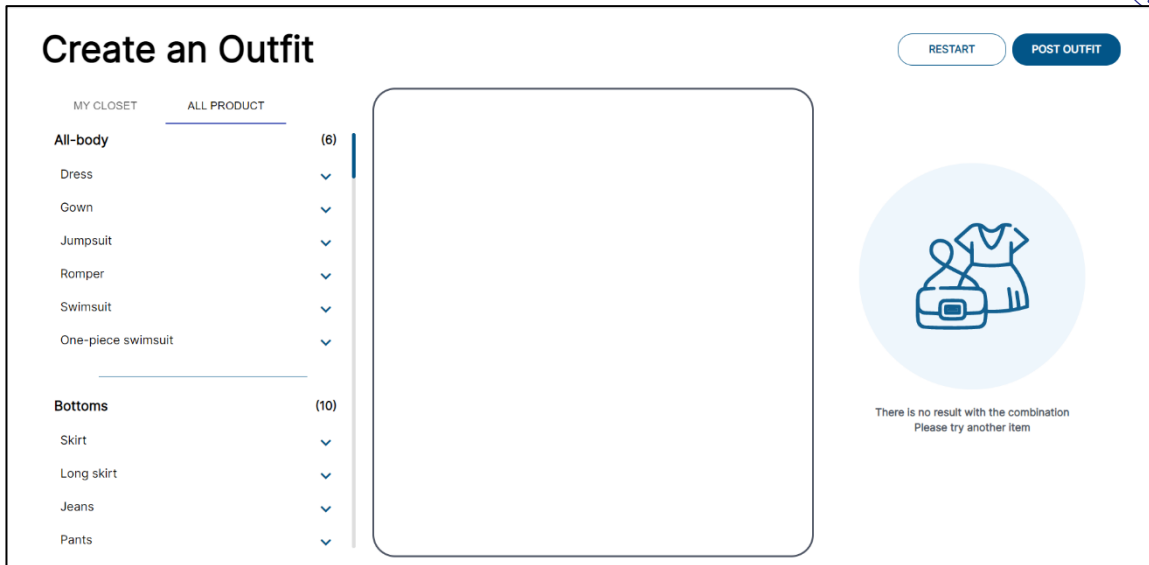 Create an Outfit
RESTART
POST OUTFIT
MY CLOSET
ALL PRODUCT
All-body (6)
Dress
Gown
Jumpsuit
Romper
Swimsuit
One-piece swimsuit
Bottoms (10)
Skirt
Long skirt
Jeans
Pants
There is no result with the combination
Please try another item